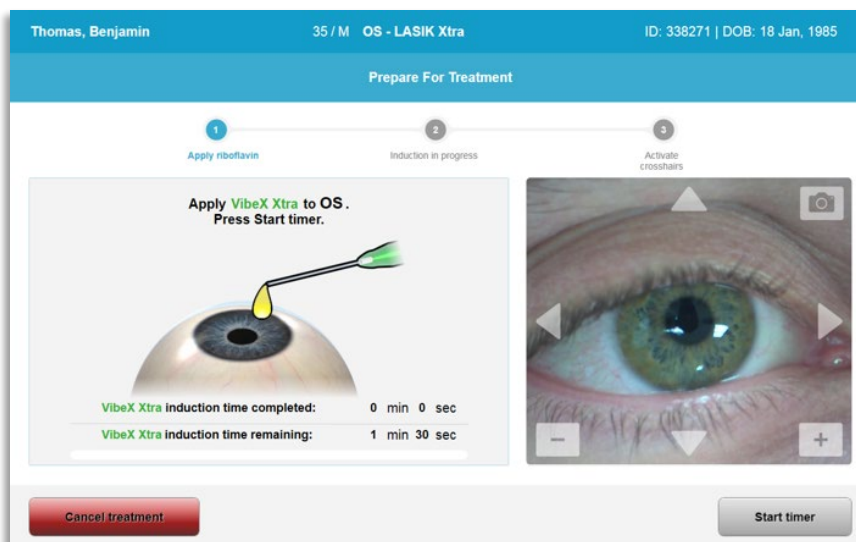 Thomas, Benjamin 35 / M OS - LASIK Xtra ID: 338271 | DOB: 18 Jan, 1985
Prepare For Treatment
1 2 3
Apply riboflavin Induction in progress Activate
crosshairs
Apply VibeX Xtra to OS.
Press Start timer.
VibeX Xtra induction time completed: 0 min 0 sec
VibeX Xtra induction time remaining: 1 min 30 sec
Cancel treatment Start timer